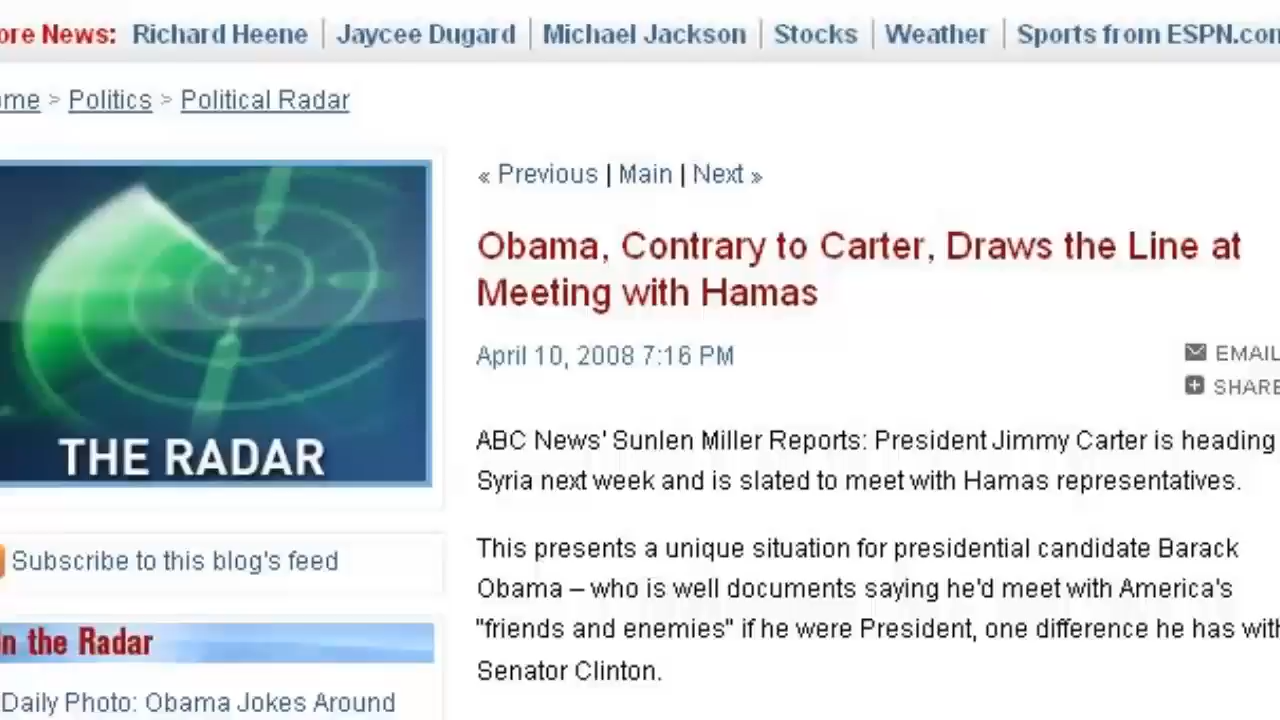 ore News: Richard Heene | Jaycee Dugard | Michael Jackson | Stocks | Weather | Sports from ESPN.con
ome > Politics > Political Radar
« Previous | Main | Next »
Obama, Contrary to Carter, Draws the Line at
Meeting with Hamas
April 10, 2008 7:16 PM
EMAIL
SHARE
THE RADAR
ABC News' Sunlen Miller Reports: President Jimmy Carter is heading
Syria next week and is slated to meet with Hamas representatives.
This presents a unique situation for presidential candidate Barack
Obama – who is well documents saying he'd meet with America's
"friends and enemies" if he were President, one difference he has with
Senator Clinton.
Subscribe to this blog's feed
n the Radar
Daily Photo: Obama Jokes Around